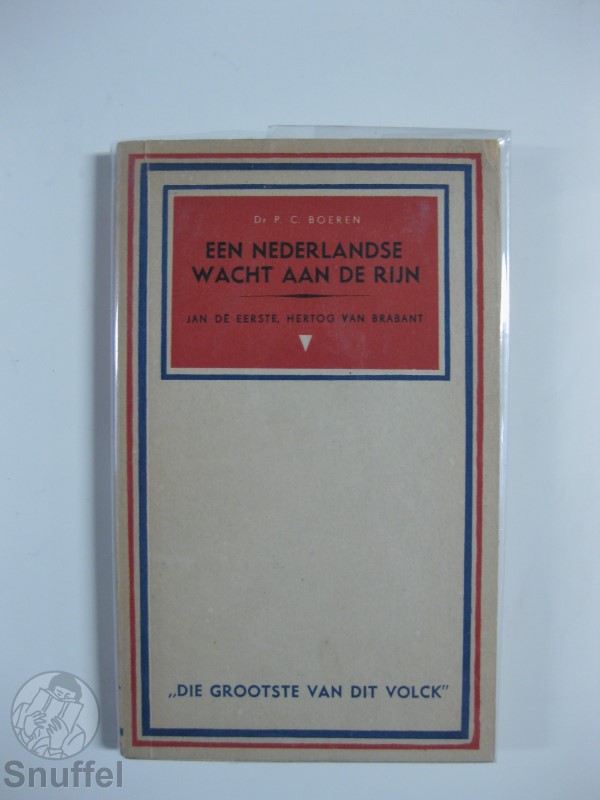 Dr P. C. BOEREN
EEN NEDERLANDSE
WACHT AAN DE RIJN
JAN DE EERSTE, HERTOG VAN BRABANT
„DIE GROOTSTE VAN DIT VOLCK"
Snuffel